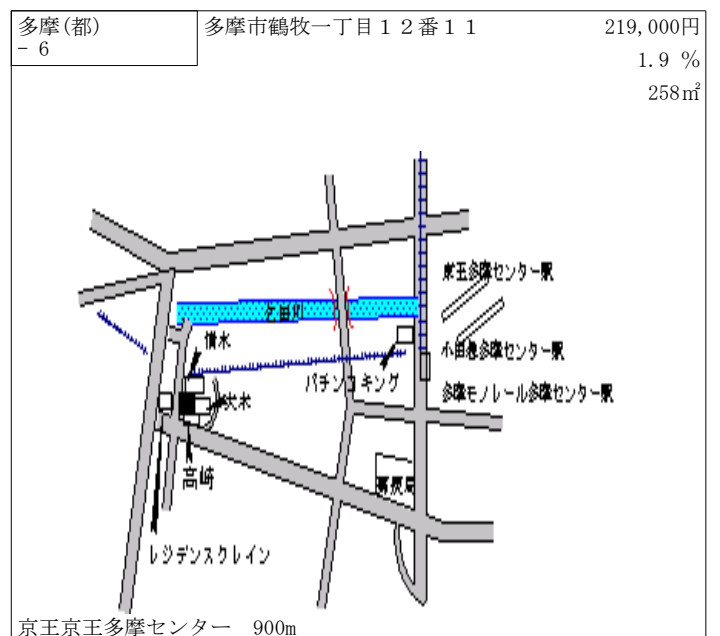 多摩(都)
－6
多摩市鶴牧一丁目１２番１１
219,000円
1.9 %
258㎡
京王多摩センター駅
乞田川
小田急多摩センター駅
パチンコキング
多摩モノレール多摩センター駅
清水
高崎
郵便局
レジデンスクレイン
京王京王多摩センター 900m